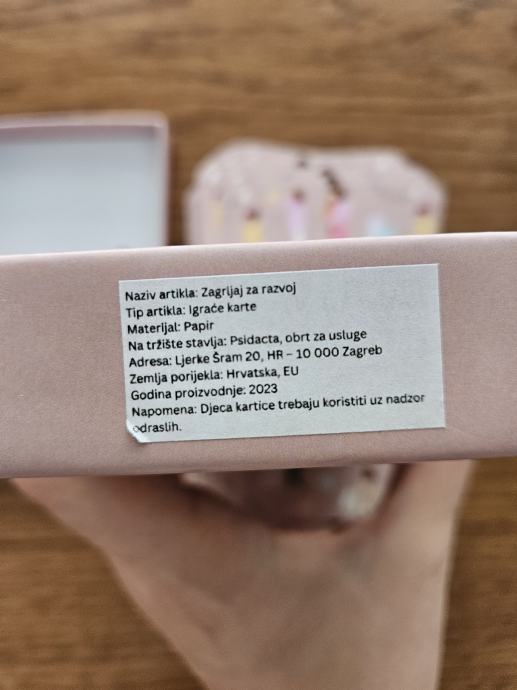 Naziv artikla: Zagrljaj za razvoj
Tip artikla: Igraće karte
Materijal: Papir
Na tržište stavlja: Psidacta, obrt za usluge
Adresa: Ljerke Šram 20, HR – 10 000 Zagreb
Zemlja porijekla: Hrvatska, EU
Godina proizvodnje: 2023
Napomena: Djeca kartice trebaju koristiti uz nadzor
odraslih.